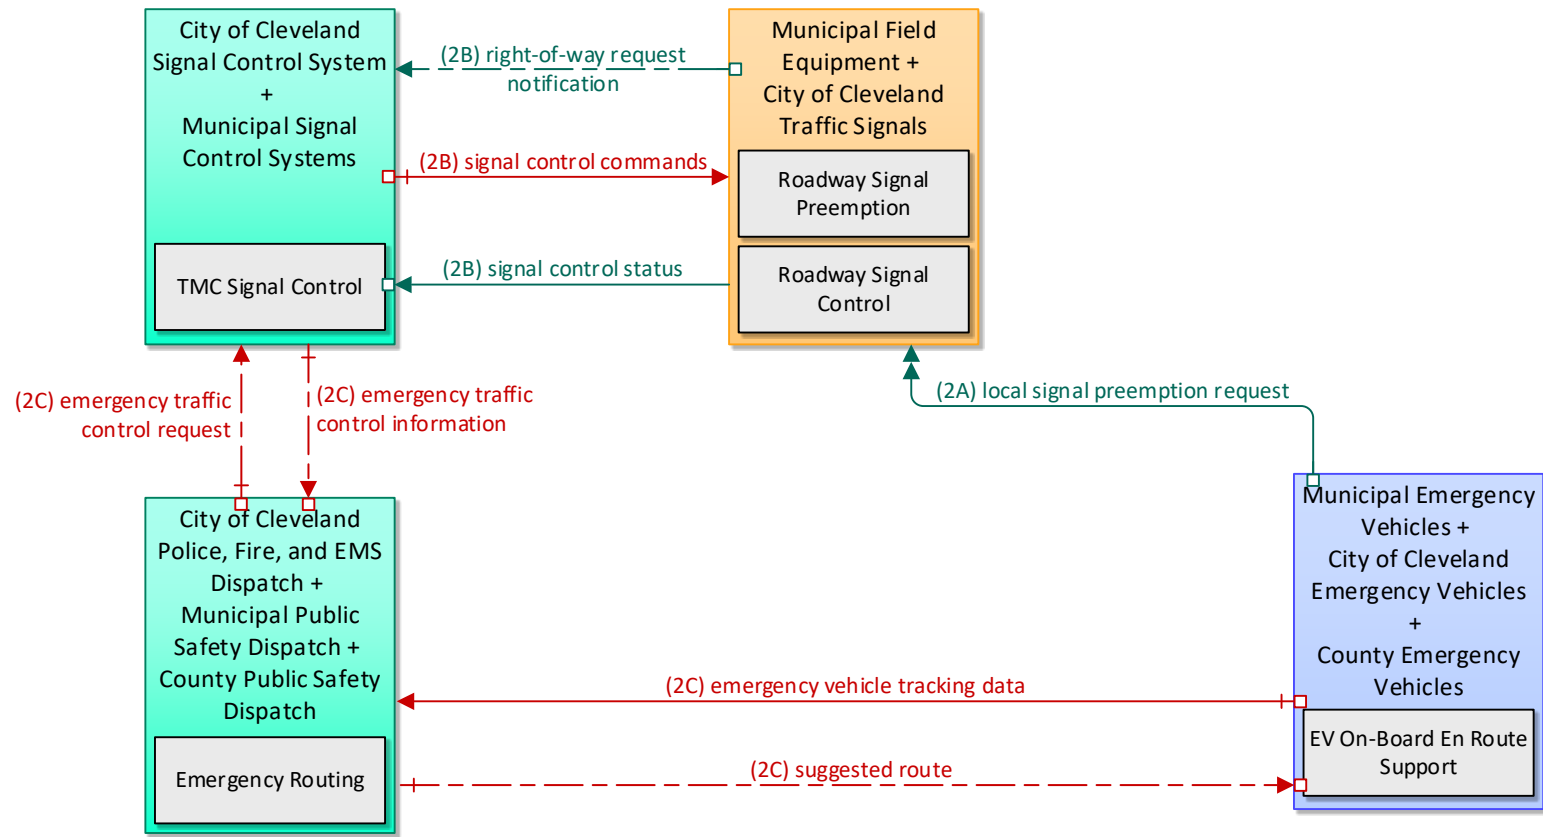 City of Cleveland
Signal Control System
+
Municipal Signal
Control Systems
TMC Signal Control
(2B) right-of-way request
notification
(2B) signal control commands
(2B) signal control status
Municipal Field
Equipment +
City of Cleveland
Traffic Signals
Roadway Signal
Preemption
Roadway Signal
Control
(2C) emergency traffic
control request
(2C) emergency traffic
control information
(2A) local signal preemption request
City of Cleveland
Police, Fire, and EMS
Dispatch +
Municipal Public
Safety Dispatch +
County Public Safety
Dispatch
Emergency Routing
(2C) emergency vehicle tracking data
(2C) suggested route
Municipal Emergency
Vehicles +
City of Cleveland
Emergency Vehicles
+
County Emergency
Vehicles
EV On-Board En Route
Support